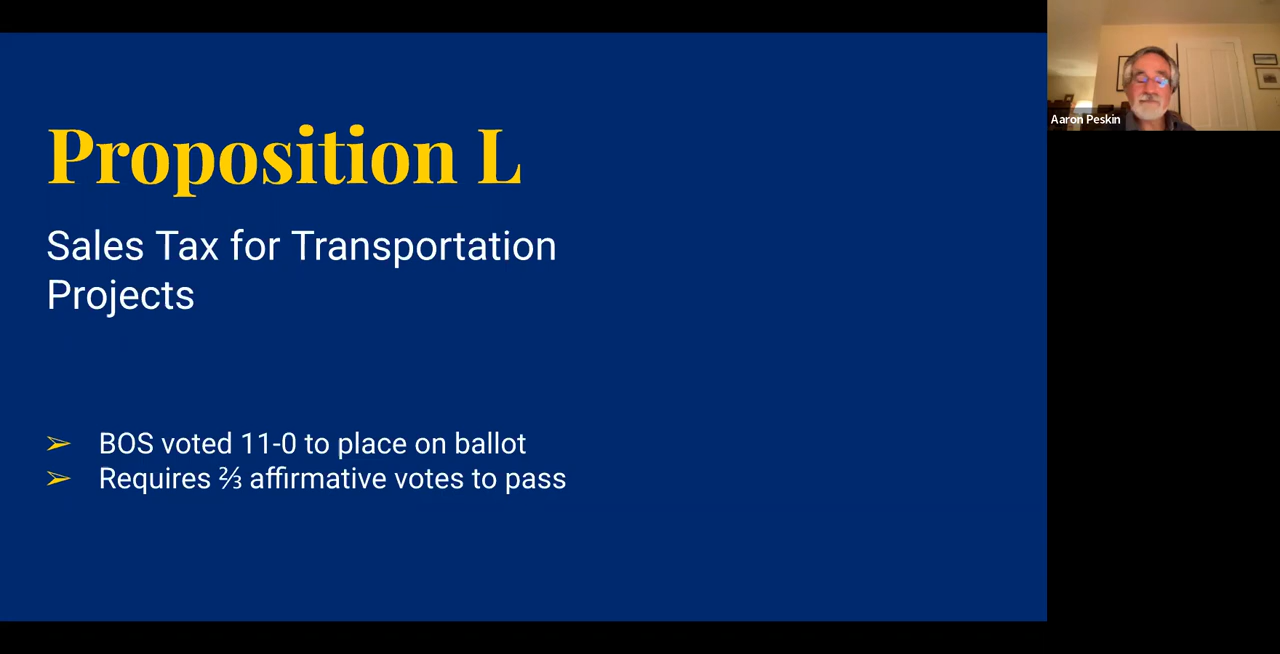 Proposition L
Sales Tax for Transportation
Projects
➢ BOS voted 11-0 to place on ballot
➢ Requires ⅔ affirmative votes to pass
Aaron Peskin